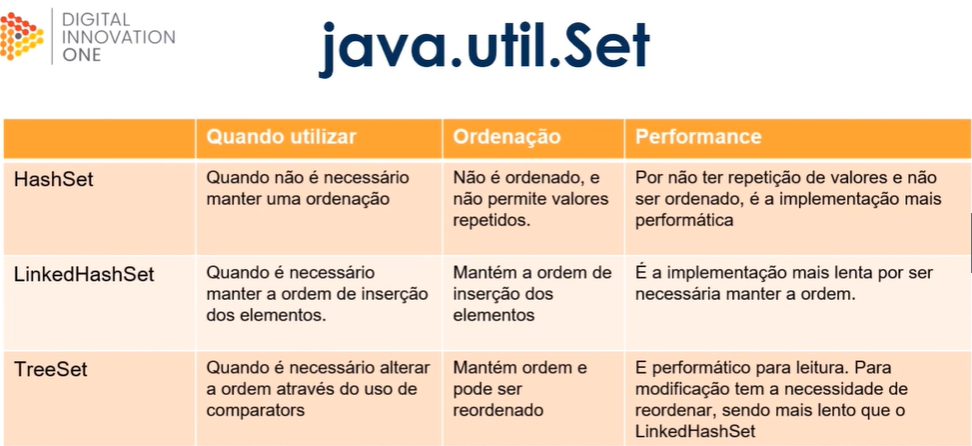 DIGITAL
INNOVATION
ONE
java.util.Set
Quando utilizar Ordenação Performance
HashSet
Quando não é necessário
manter uma ordenação
Não é ordenado, e
não permite valores
repetidos.
Por não ter repetição de valores e não
ser ordenado, é a implementação mais
performática
LinkedHashSet
Quando é necessário
manter a ordem de inserção
dos elementos.
Mantém a ordem de
inserção dos
elementos
É a implementação mais lenta por ser
necessária manter a ordem.
TreeSet
Quando é necessário alterar
a ordem através do uso de
comparators
Mantém ordem e
pode ser
reordenado
E performático para leitura. Para
modificação tem a necessidade de
reordenar, sendo mais lento que o
LinkedHashSet